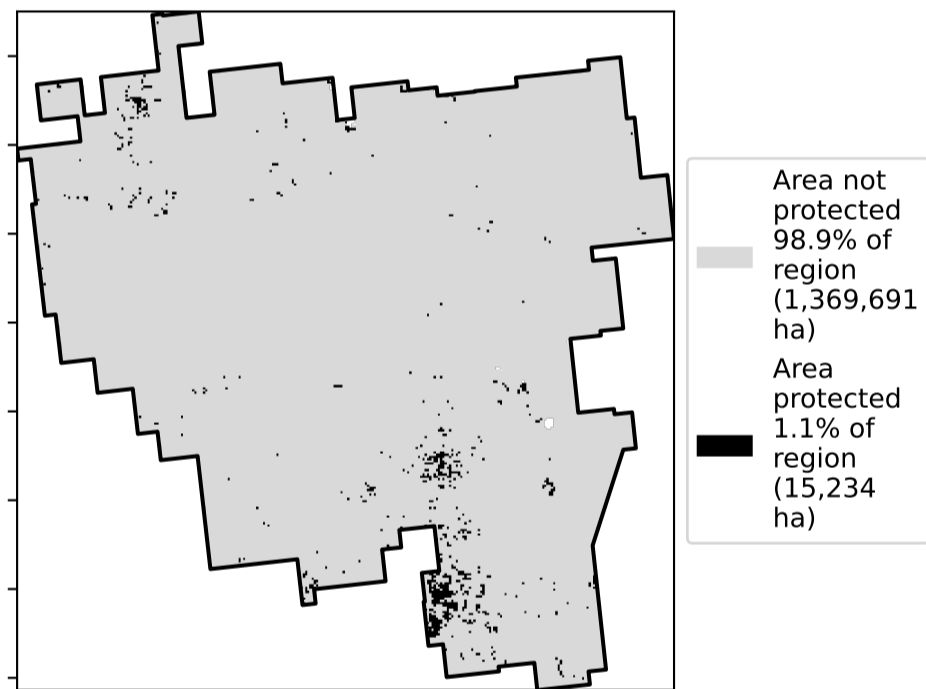 Area not
protected
98.9% of
region
(1,369,691
ha)
Area
protected
1.1% of
region
(15,234
ha)